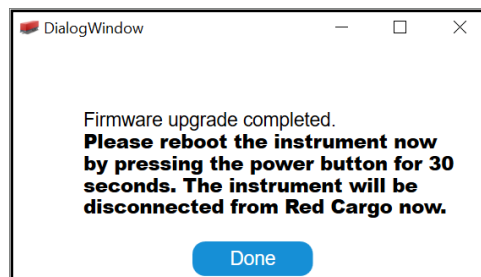 DialogWindow
Firmware upgrade completed.
Please reboot the instrument now
by pressing the power button for 30
seconds. The instrument will be
disconnected from Red Cargo now.
Done